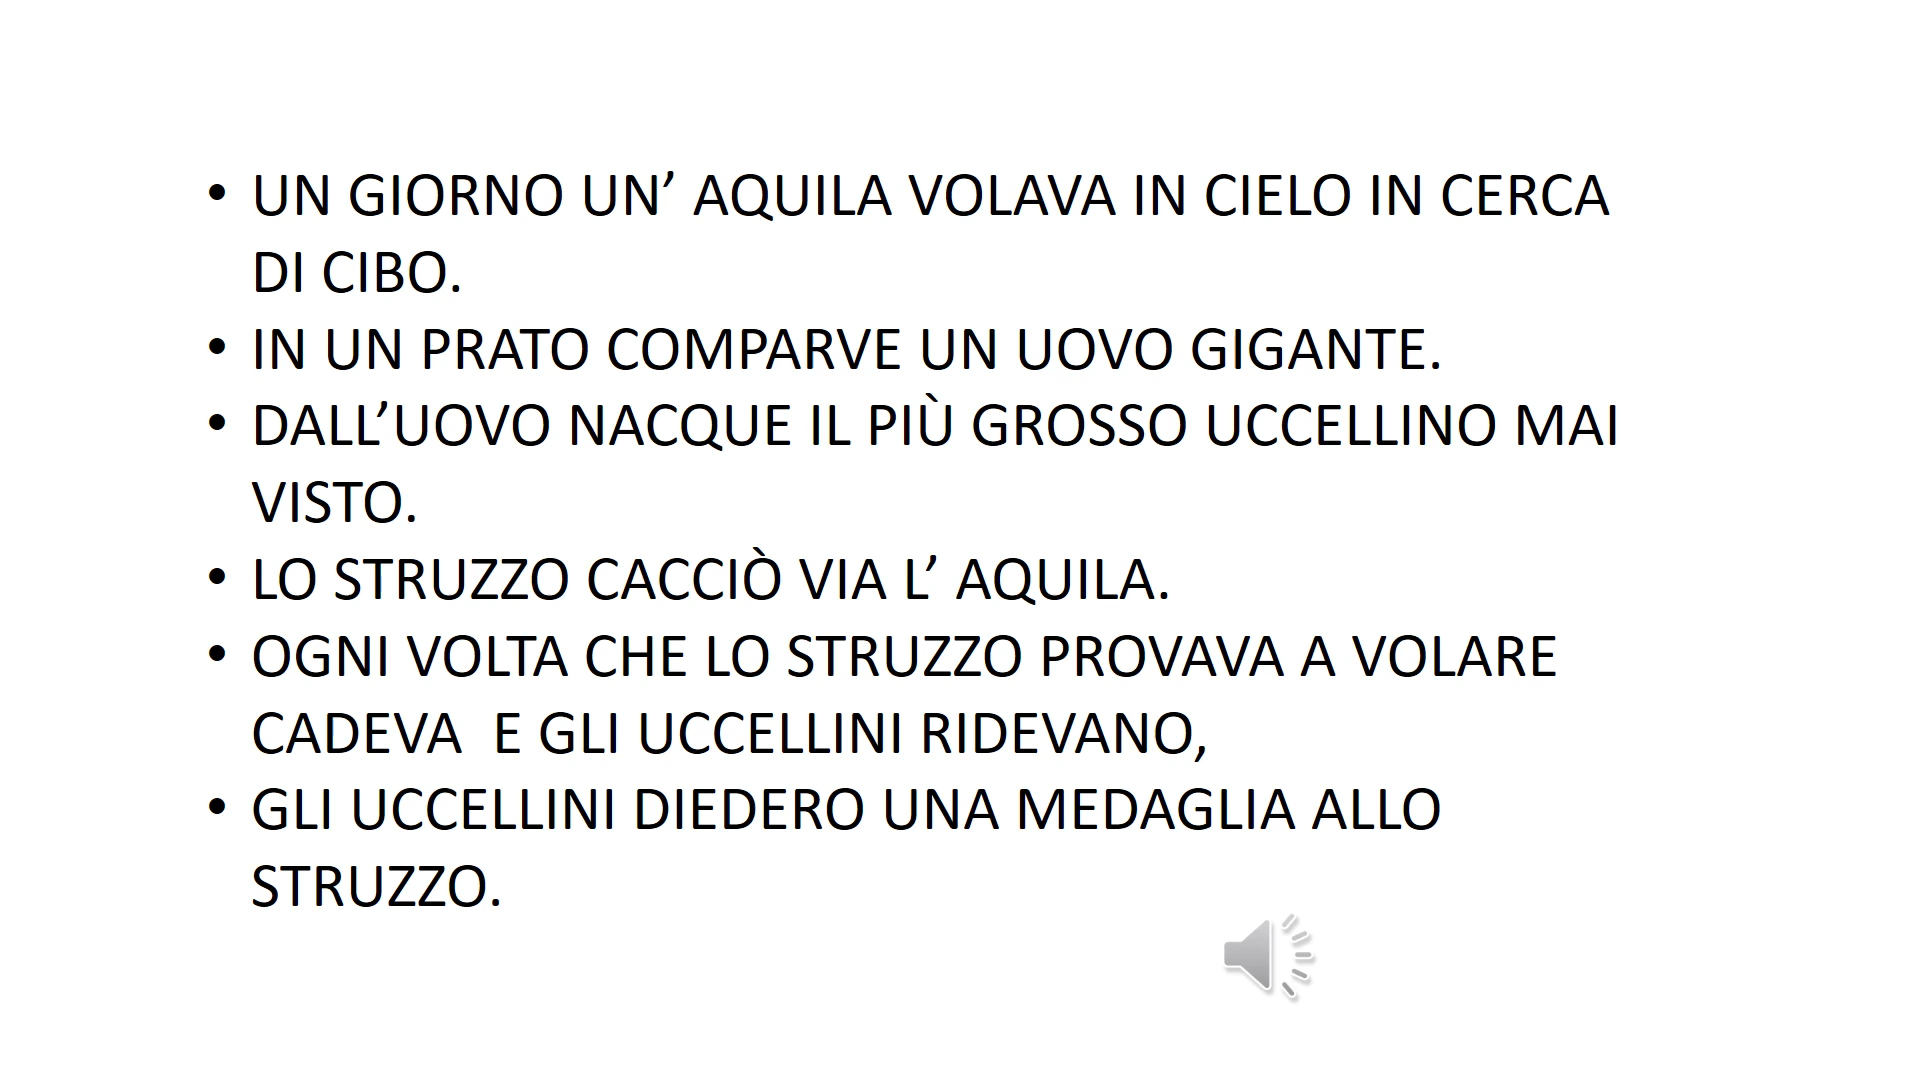 • UN GIORNO UN’ AQUILA VOLAVA IN CIELO IN CERCA
DI CIBO.
• IN UN PRATO COMPARVE UN UOVO GIGANTE.
• DALL’UOVO NACQUE IL PIÙ GROSSO UCCELLINO MAI
VISTO.
• LO STRUZZO CACCIÒ VIA L’ AQUILA.
• OGNI VOLTA CHE LO STRUZZO PROVAVA A VOLARE
CADEVA  E GLI UCCELLINI RIDEVANO,
• GLI UCCELLINI DIEDERO UNA MEDAGLIA ALLO
STRUZZO.